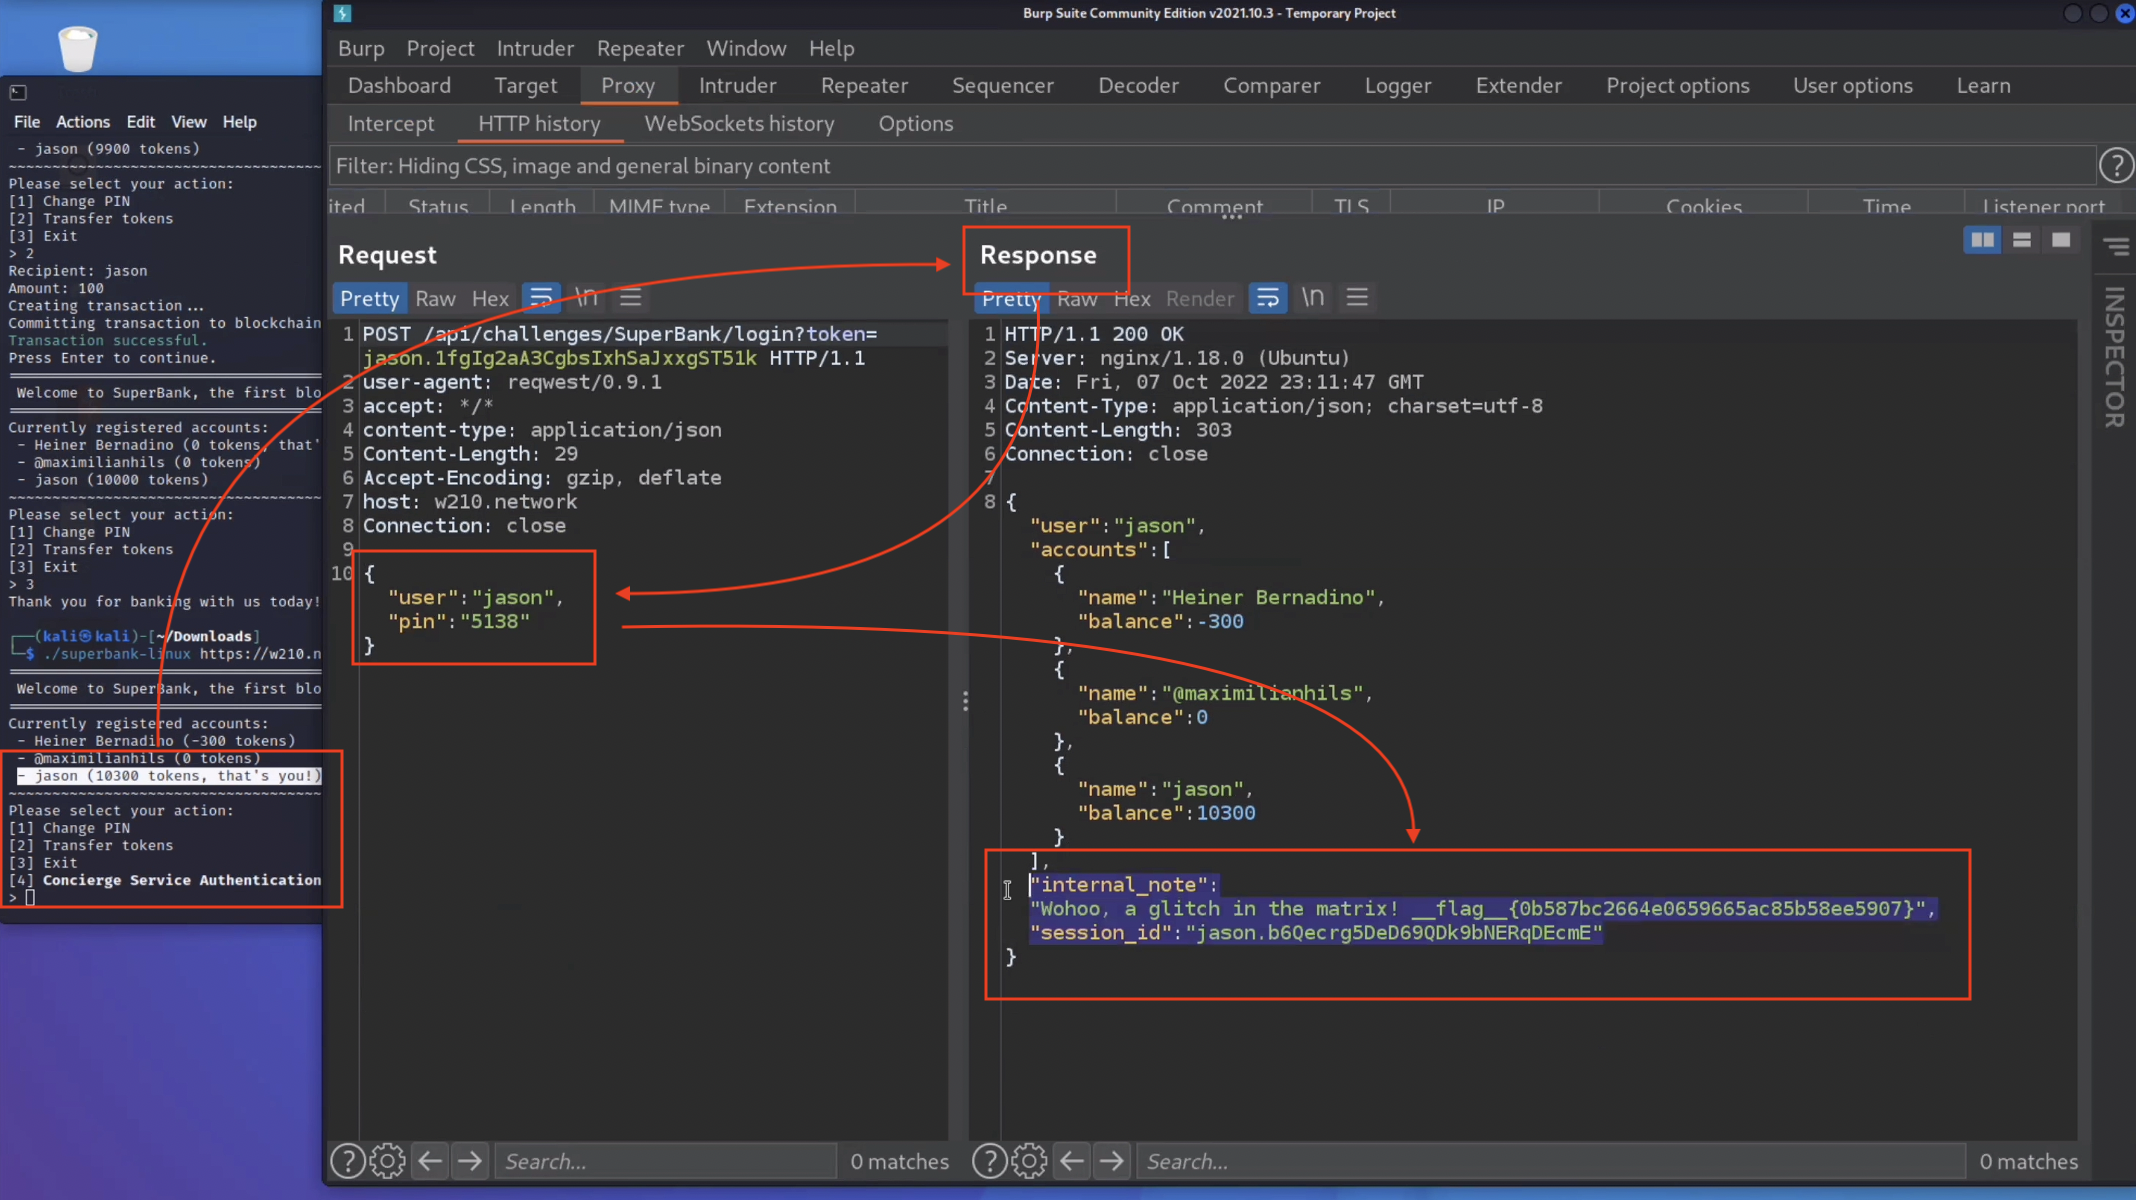 Burp Suite Community Edition v2021.10.3 - Temporary Project
Burp Project Intruder Repeater Window Help
Dashboard Target Proxy Intruder Repeater Sequencer Decoder Comparer Logger Extender Project options User options Learn
Intercept HTTP history WebSockets history Options
Filter: Hiding CSS, image and general binary content
ited Status Length MIME type Extension Title Comment TLS IP Cookies Time Listener port
File Actions Edit View Help
- jason (9900 tokens)
~~~~~~~~~~~~~~~~~~~~~~~~~~~~~~~~~~~~~
Please select your action:
[1] Change PIN
[2] Transfer tokens
[3] Exit
> 2
Recipient: jason
Amount: 100
Creating transaction...
Committing transaction to blockchain
Transaction successful.
Press Enter to continue.
Welcome to SuperBank, the first blo
Currently registered accounts:
- Heiner Bernadino (0 tokens, that'
- @maximilianhils (0 tokens)
- jason (10000 tokens)
~~~~~~~~~~~~~~~~~~~~~~~~~~~~~~~~~~~~~
Please select your action:
[1] Change PIN
[2] Transfer tokens
[3] Exit
> 3
Thank you for banking with us today!
┌──(kali㉿kali)-[~/Downloads]
└─$ ./superbank-linux https://w210.n
Welcome to SuperBank, the first blo
Currently registered accounts:
- Heiner Bernadino (-300 tokens)
- @maximilianhils (0 tokens)
- jason (10300 tokens, that's you!)
~~~~~~~~~~~~~~~~~~~~~~~~~~~~~~~~~~~~~
Please select your action:
[1] Change PIN
[2] Transfer tokens
[3] Exit
[4] Concierge Service Authentication
>
Request
Pretty Raw Hex \n
1 POST /api/challenges/SuperBank/login?token=
jason.1fgIg2aA3CgbsIxhSaJxxgST51k HTTP/1.1
2 user-agent: reqwest/0.9.1
3 accept: */*
4 content-type: application/json
5 Content-Length: 29
6 Accept-Encoding: gzip, deflate
7 host: w210.network
8 Connection: close
9
10 {
"user":"jason",
"pin":"5138"
}
Search... 0 matches
Response
Pretty Raw Hex Render \n
1 HTTP/1.1 200 OK
2 Server: nginx/1.18.0 (Ubuntu)
3 Date: Fri, 07 Oct 2022 23:11:47 GMT
4 Content-Type: application/json; charset=utf-8
5 Content-Length: 303
6 Connection: close
7
8 {
"user":"jason",
"accounts":[
{
"name":"Heiner Bernadino",
"balance":-300
},
{
"name":"@maximilianhils",
"balance":0
},
{
"name":"jason",
"balance":10300
}
],
"internal_note":
"Wohoo, a glitch in the matrix! __flag__{0b587bc2664e0659665ac85b58ee5907}",
"session_id":"jason.b6Qecrg5DeD69QDk9bNERqDEcmE"
}
Search... 0 matches
INSPECTOR